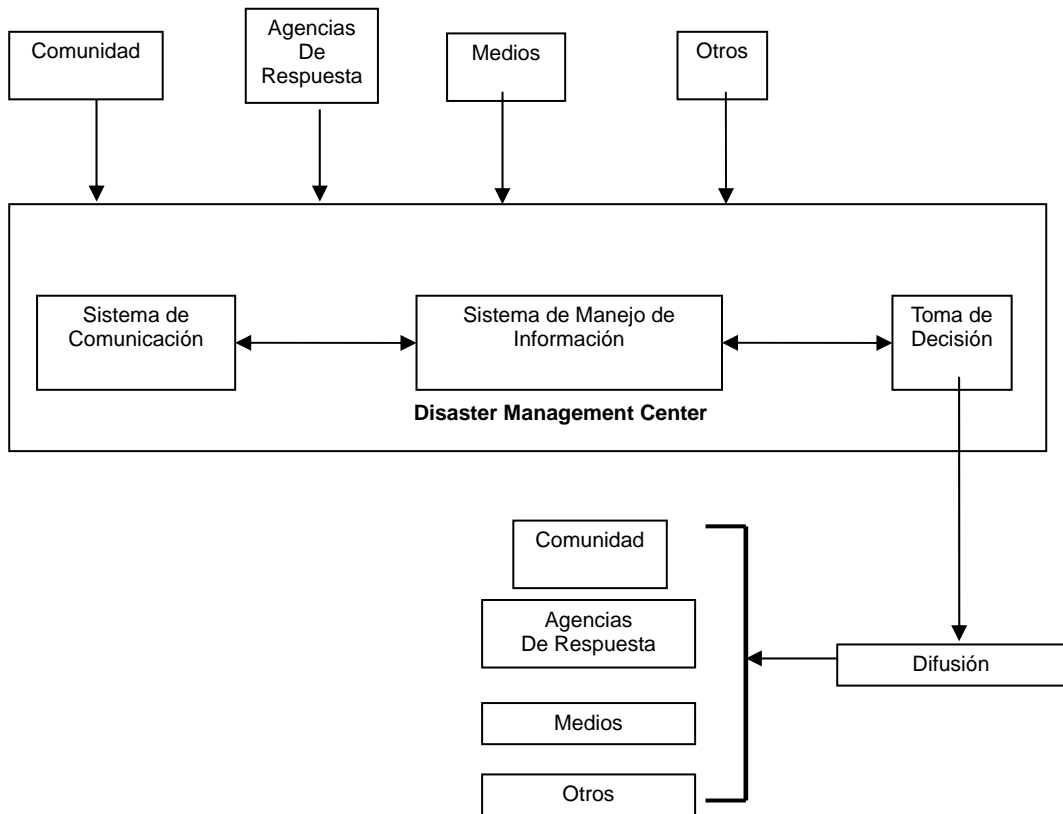 Comunidad
Agencias
De
Respuesta
Medios
Otros
Sistema de
Comunicación
Sistema de Manejo de
Información
Toma de
Decisión
Disaster Management Center
Comunidad
Agencias
De Respuesta
Difusión
Medios
Otros